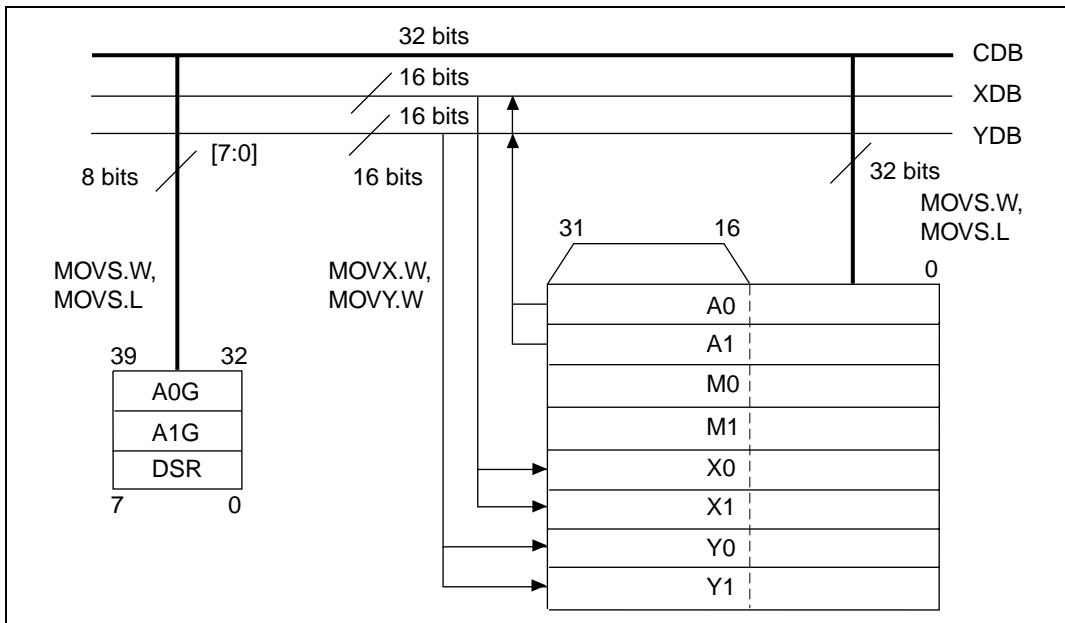 32 bits
CDB
16 bits
XDB
16 bits
YDB
[7:0]
8 bits
16 bits
32 bits
MOVS.W,
MOVS.L
31
16
0
MOVS.W,
MOVS.L
MOVX.W,
MOVY.W
A0
A1
39
32
M0
A0G
M1
A1G
X0
DSR
X1
7
0
Y0
Y1